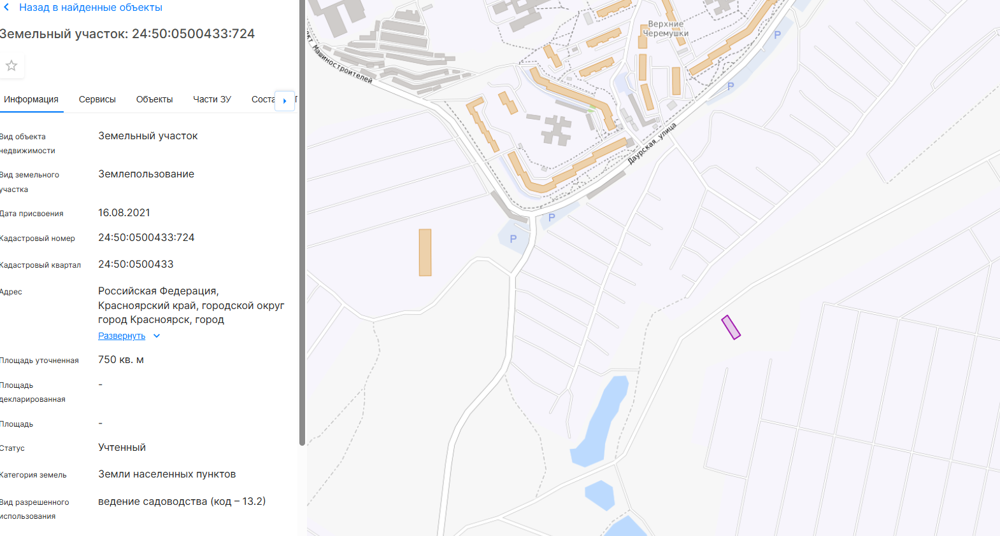 Назад в найденные объекты
Земельный участок: 24:50:0500433:724
Информация
Сервисы
Объекты
Части ЗУ
Соста
Вид объекта
недвижимости
Земельный участок
Вид земельного
участка
Землепользование
Дата присвоения
16.08.2021
Кадастровый номер
24:50:0500433:724
Кадастровый квартал
24:50:0500433
Адрес
Российская Федерация,
Красноярский край, городской округ
город Красноярск, город
Развернуть
Площадь уточненная
750 кв. м
Площадь
декларированная
-
Площадь
-
Статус
Учтенный
Категория земель
Земли населенных пунктов
Вид разрешенного
использования
ведение садоводства (код – 13.2)
ект Машиностроителей
Верхние
Черемушки
P
P
Даурская улица
P
P